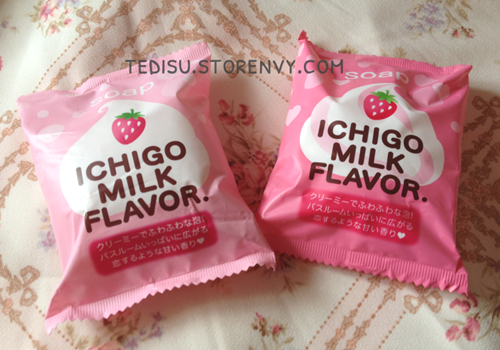 TEDISU.STORENVY.COM
soap
ICHIGO
MILK
FLAVOR.
クリーミーでふわふわな泡!
バスルームいっぱいに広がる
恋するような甘い香り♥
soap
ICHIGO
MILK
FLAVOR.
クリーミーでふわふわな泡!
バスルームいっぱいに広がる
恋するような甘い香り♥